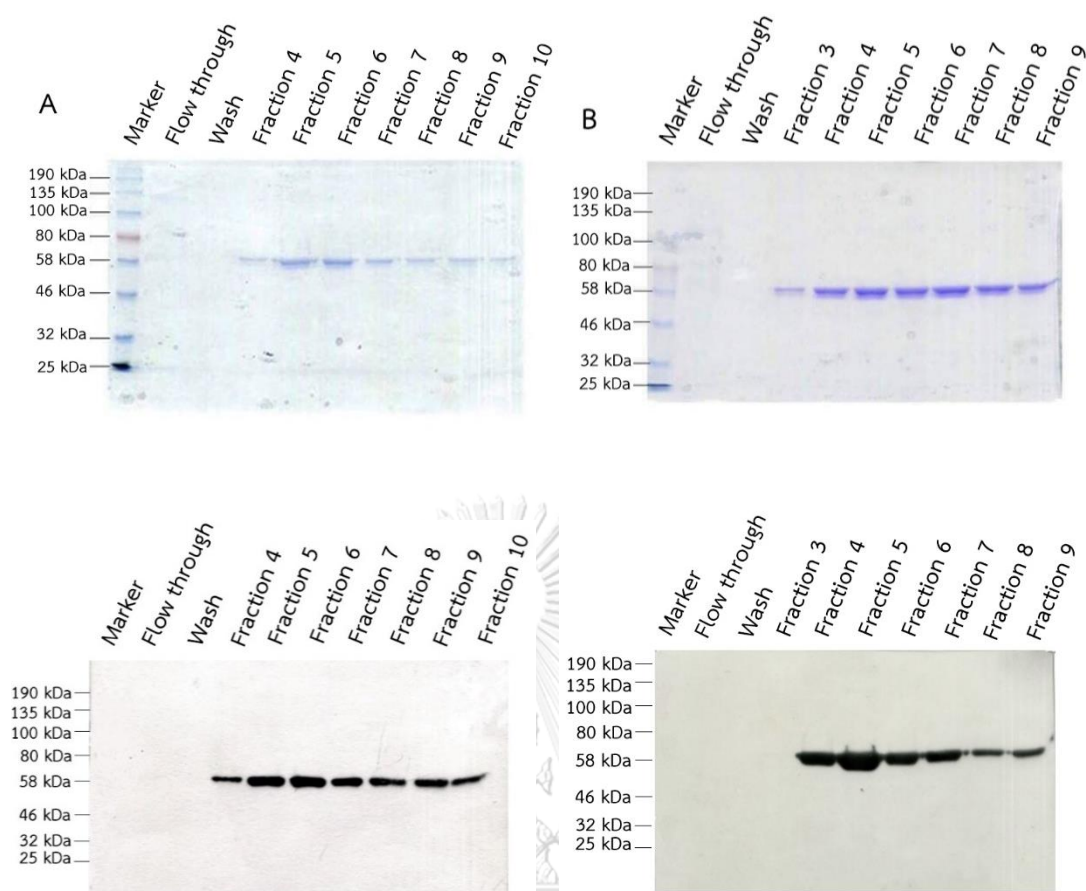 A
Marker
Flow through
Wash
Fraction 4
Fraction 5
Fraction 6
Fraction 7
Fraction 8
Fraction 9
Fraction 10
190 kDa
135 kDa
100 kDa
80 kDa
58 kDa
46 kDa
32 kDa
25 kDa
B
Marker
Flow through
Wash
Fraction 3
Fraction 4
Fraction 5
Fraction 6
Fraction 7
Fraction 8
Fraction 9
190 kDa
135 kDa
100 kDa
80 kDa
58 kDa
46 kDa
32 kDa
25 kDa
Marker
Flow through
Wash
Fraction 4
Fraction 5
Fraction 6
Fraction 7
Fraction 8
Fraction 9
Fraction 10
190 kDa
135 kDa
100 kDa
80 kDa
58 kDa
46 kDa
32 kDa
25 kDa
Marker
Flow through
Wash
Fraction 3
Fraction 4
Fraction 5
Fraction 6
Fraction 7
Fraction 8
Fraction 9
190 kDa
135 kDa
100 kDa
80 kDa
58 kDa
46 kDa
32 kDa
25 kDa